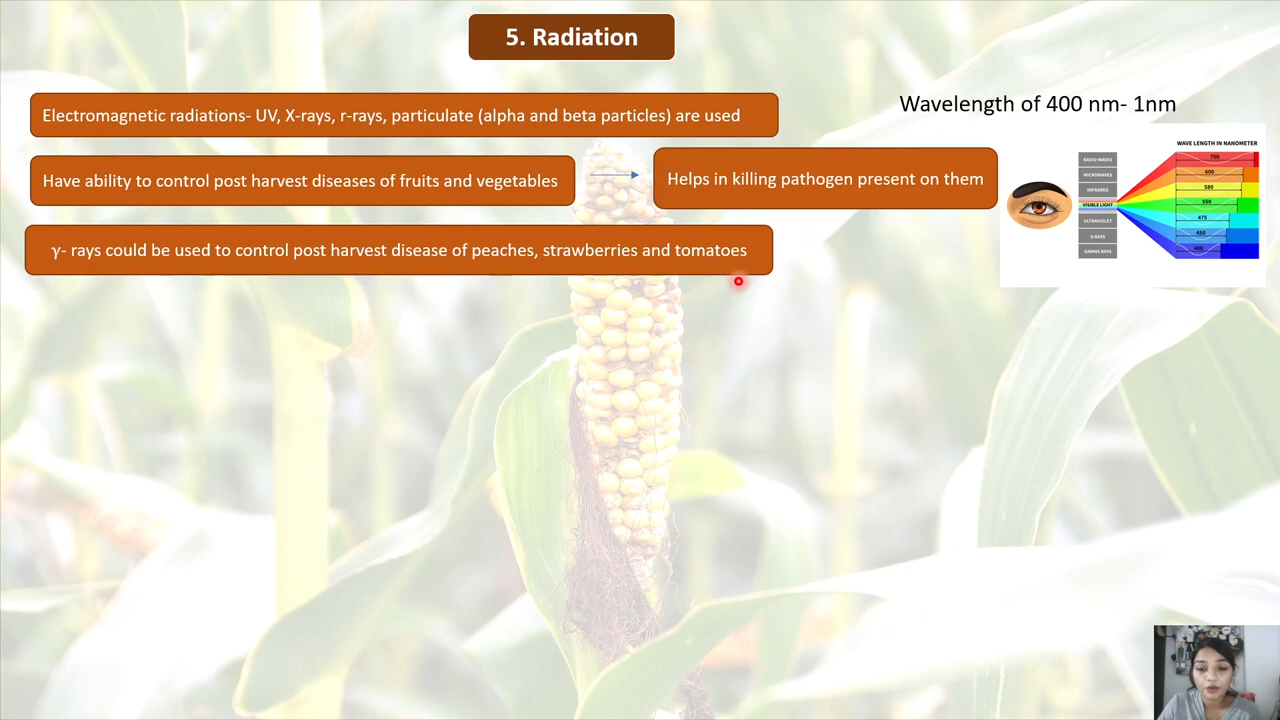 5. Radiation
Electromagnetic radiations- UV, X-rays, r-rays, particulate (alpha and beta particles) are used
Wavelength of 400 nm- 1nm
Have ability to control post harvest diseases of fruits and vegetables
Helps in killing pathogen present on them
γ- rays could be used to control post harvest disease of peaches, strawberries and tomatoes
WAVE LENGTH IN NANOMETER
RADIO WAVES
MICROWAVES
INFRARED
VISIBLE LIGHT
ULTRAVIOLET
X-RAYS
GAMMA RAYS
700
600
580
550
475
450
400